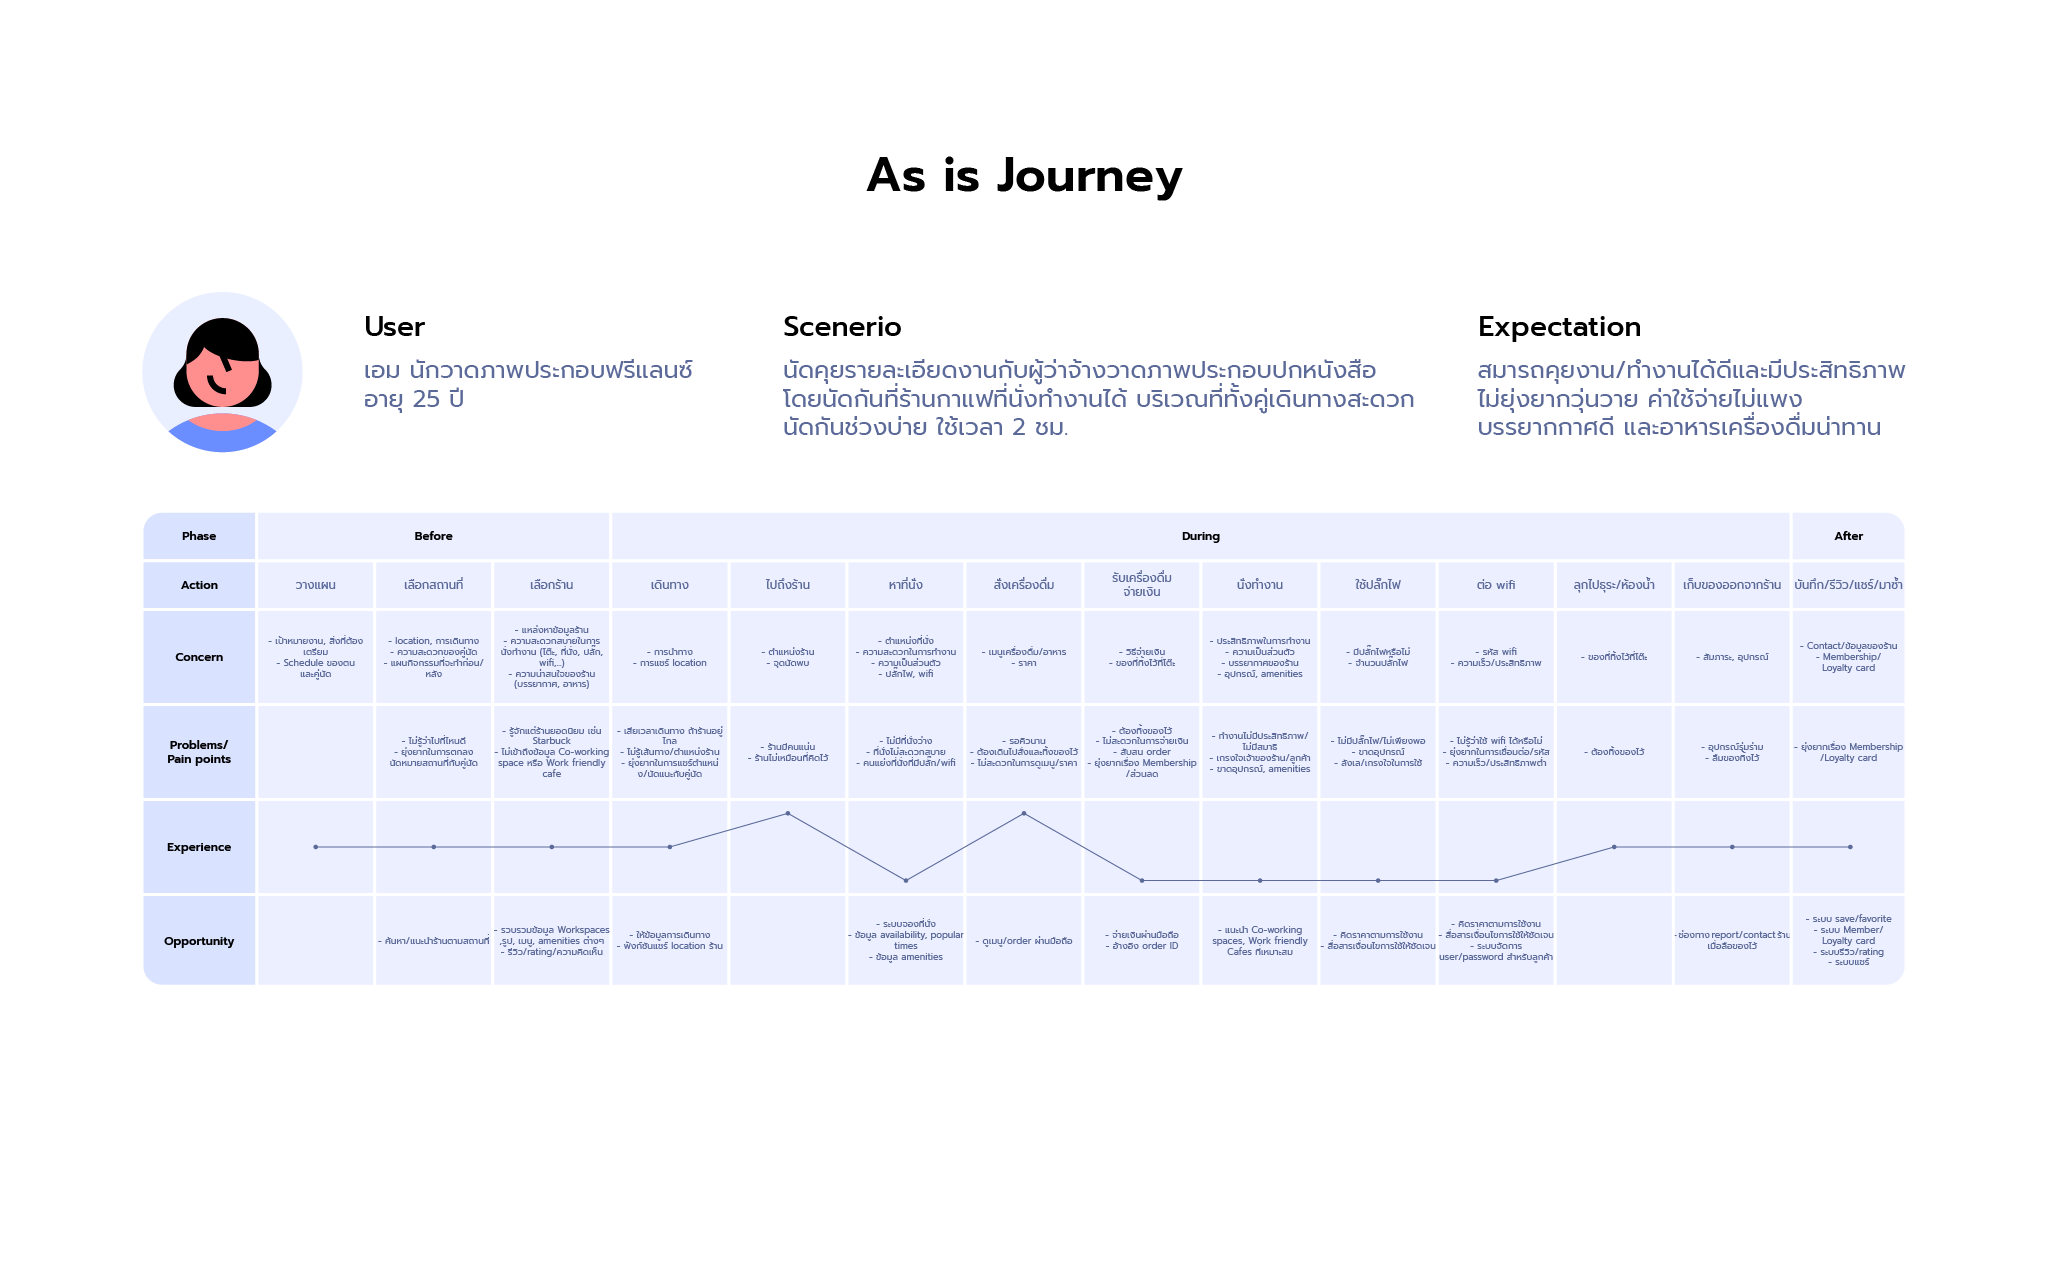 As is Journey
User
เอม นักวาดภาพประกอบฟรีแลนซ์
อายุ 25 ปี
Scenerio
นัดคุยรายละเอียดงานกับผู้ว่าจ้างวาดภาพประกอบปกหนังสือ
โดยนัดกันที่ร้านกาแฟที่นั่งทำงานได้ บริเวณที่ทั้งคู่เดินทางสะดวก
นัดกันช่วงบ่าย ใช้เวลา 2 ชม.
Expectation
สมารถคุยงาน/ทำงานได้ดีและมีประสิทธิภาพ
ไม่ยุ่งยากวุ่นวาย ค่าใช้จ่ายไม่แพง
บรรยากกาศดี และอาหารเครื่องดื่มน่าทาน
Phase
Before
During
After
Action
วางแผน
เลือกสถานที่
เลือกร้าน
เดินทาง
ไปถึงร้าน
หาที่นั่ง
สั่งเครื่องดื่ม
รับเครื่องดื่ม
จ่ายเงิน
นั่งทำงาน
ใช้ปลั๊กไฟ
ต่อ wifi
ลุกไปธุระ/ห้องน้ำ
เก็บของออกจากร้าน
บันทึก/รีวิว/แชร์/มาซ้ำ
Concern
- เป้าหมายงาน, สิ่งที่ต้อง
เตรียม
- Schedule ของตน
และคู่นัด
- location, การเดินทาง
- ความสะดวกของคู่นัด
- แผนกิจกรรมที่จะทำก่อน/
หลัง
- แหล่งหาข้อมูลร้าน
- ความสะดวกสบายในการ
นั่งทำงาน (โต๊ะ, ที่นั่ง, ปลั๊ก,
wifi,..)
- ความน่าสนใจของร้าน
(บรรยากาศ, อาหาร)
- การนำทาง
- การแชร์ location
- ตำแหน่งร้าน
- จุดนัดพบ
- ตำแหน่งที่นั่ง
- ความสะดวกในการทำงาน
- ความเป็นส่วนตัว
- ปลั๊กไฟ, wifi
- เมนูเครื่องดื่ม/อาหาร
- ราคา
- วิธีจ่ายเงิน
- ของที่ทิ้งไว้ที่โต๊ะ
- ประสิทธิภาพในการทำงาน
- ความเป็นส่วนตัว
- บรรยากาศของร้าน
- อุปกรณ์, amenities
- มีปลั๊กไฟหรือไม่
- จำนวนปลั๊กไฟ
- รหัส wifi
- ความเร็ว/ประสิทธิภาพ
- ของที่ทิ้งไว้ที่โต๊ะ
- สัมภาระ, อุปกรณ์
- Contact/ข้อมูลของร้าน
- Membership/
Loyalty card
Problems/
Pain points
- ไม่รู้ว่าไปที่ไหนดี
- ยุ่งยากในการตกลง
นัดหมายสถานที่กับคู่นัด
- รู้จักแต่ร้านยอดนิยม เช่น
Starbuck
- ไม่เข้าถึงข้อมูล Co-working
space หรือ Work friendly
cafe
- เสียเวลาเดินทาง ถ้าร้านอยู่
ไกล
- ไม่รู้เส้นทาง/ตำแหน่งร้าน
- ยุ่งยากในการแชร์ตำแหน่
ง/นัดแนะกับคู่นัด
- ร้านมีคนแน่น
- ร้านไม่เหมือนที่คิดไว้
- ไม่มีที่นั่งว่าง
- ที่นั่งไม่สะดวกสบาย
- คนแย่งที่นั่งที่มีปลั๊ก/wifi
- รอคิวนาน
- ต้องเดินไปสั่งและทิ้งของไว้
- ไม่สะดวกในการดูเมนู/ราคา
- ต้องทิ้งของไว้
- ไม่สะดวกในการจ่ายเงิน
- สับสน order
- ยุ่งยากเรื่อง Membership
/ส่วนลด
- ทำงานไม่มีประสิทธิภาพ/
ไม่มีสมาธิ
- เกรงใจเจ้าของร้าน/ลูกค้า
- ขาดอุปกรณ์, amenities
- ไม่มีปลั๊กไฟ/ไม่เพียงพอ
- ขาดอุปกรณ์
- ลังเล/เกรงใจในการใช้
- ไม่รู้ว่าใช้ wifi ได้หรือไม่
- ยุ่งยากในการเชื่อมต่อ/รหัส
- ความเร็ว/ประสิทธิภาพต่ำ
- ต้องทิ้งของไว้
- อุปกรณ์รุ่มร่าม
- ลืมของทิ้งไว้
- ยุ่งยากเรื่อง Membership
/Loyalty card
Experience
Opportunity
- ค้นหา/แนะนำร้านตามสถานที่
- รวบรวมข้อมูล Workspaces
,รูป, เมนู, amenities ต่างๆ
- รีวิว/rating/ความคิดเห็น
- ให้ข้อมูลการเดินทาง
- ฟังก์ชันแชร์ location ร้าน
- ระบบจองที่นั่ง
- ข้อมูล availability, popular
times
- ข้อมูล amenities
- ดูเมนู/order ผ่านมือถือ
- จ่ายเงินผ่านมือถือ
- อ้างอิง order ID
- แนะนำ Co-working
spaces, Work friendly
Cafes ที่เหมาะสม
- คิดราคาตามการใช้งาน
- สื่อสารเงื่อนไขการใช้ให้ชัดเจน
- คิดราคาตามการใช้งาน
- สื่อสารเงื่อนไขการใช้ให้ชัดเจน
- ระบบจัดการ
user/password สำหรับลูกค้า
- ช่องทาง report/contact ร้าน
เมื่อลืมของไว้
- ระบบ save/favorite
- ระบบ Member/
Loyalty card
- ระบบรีวิว/rating
- ระบบแชร์